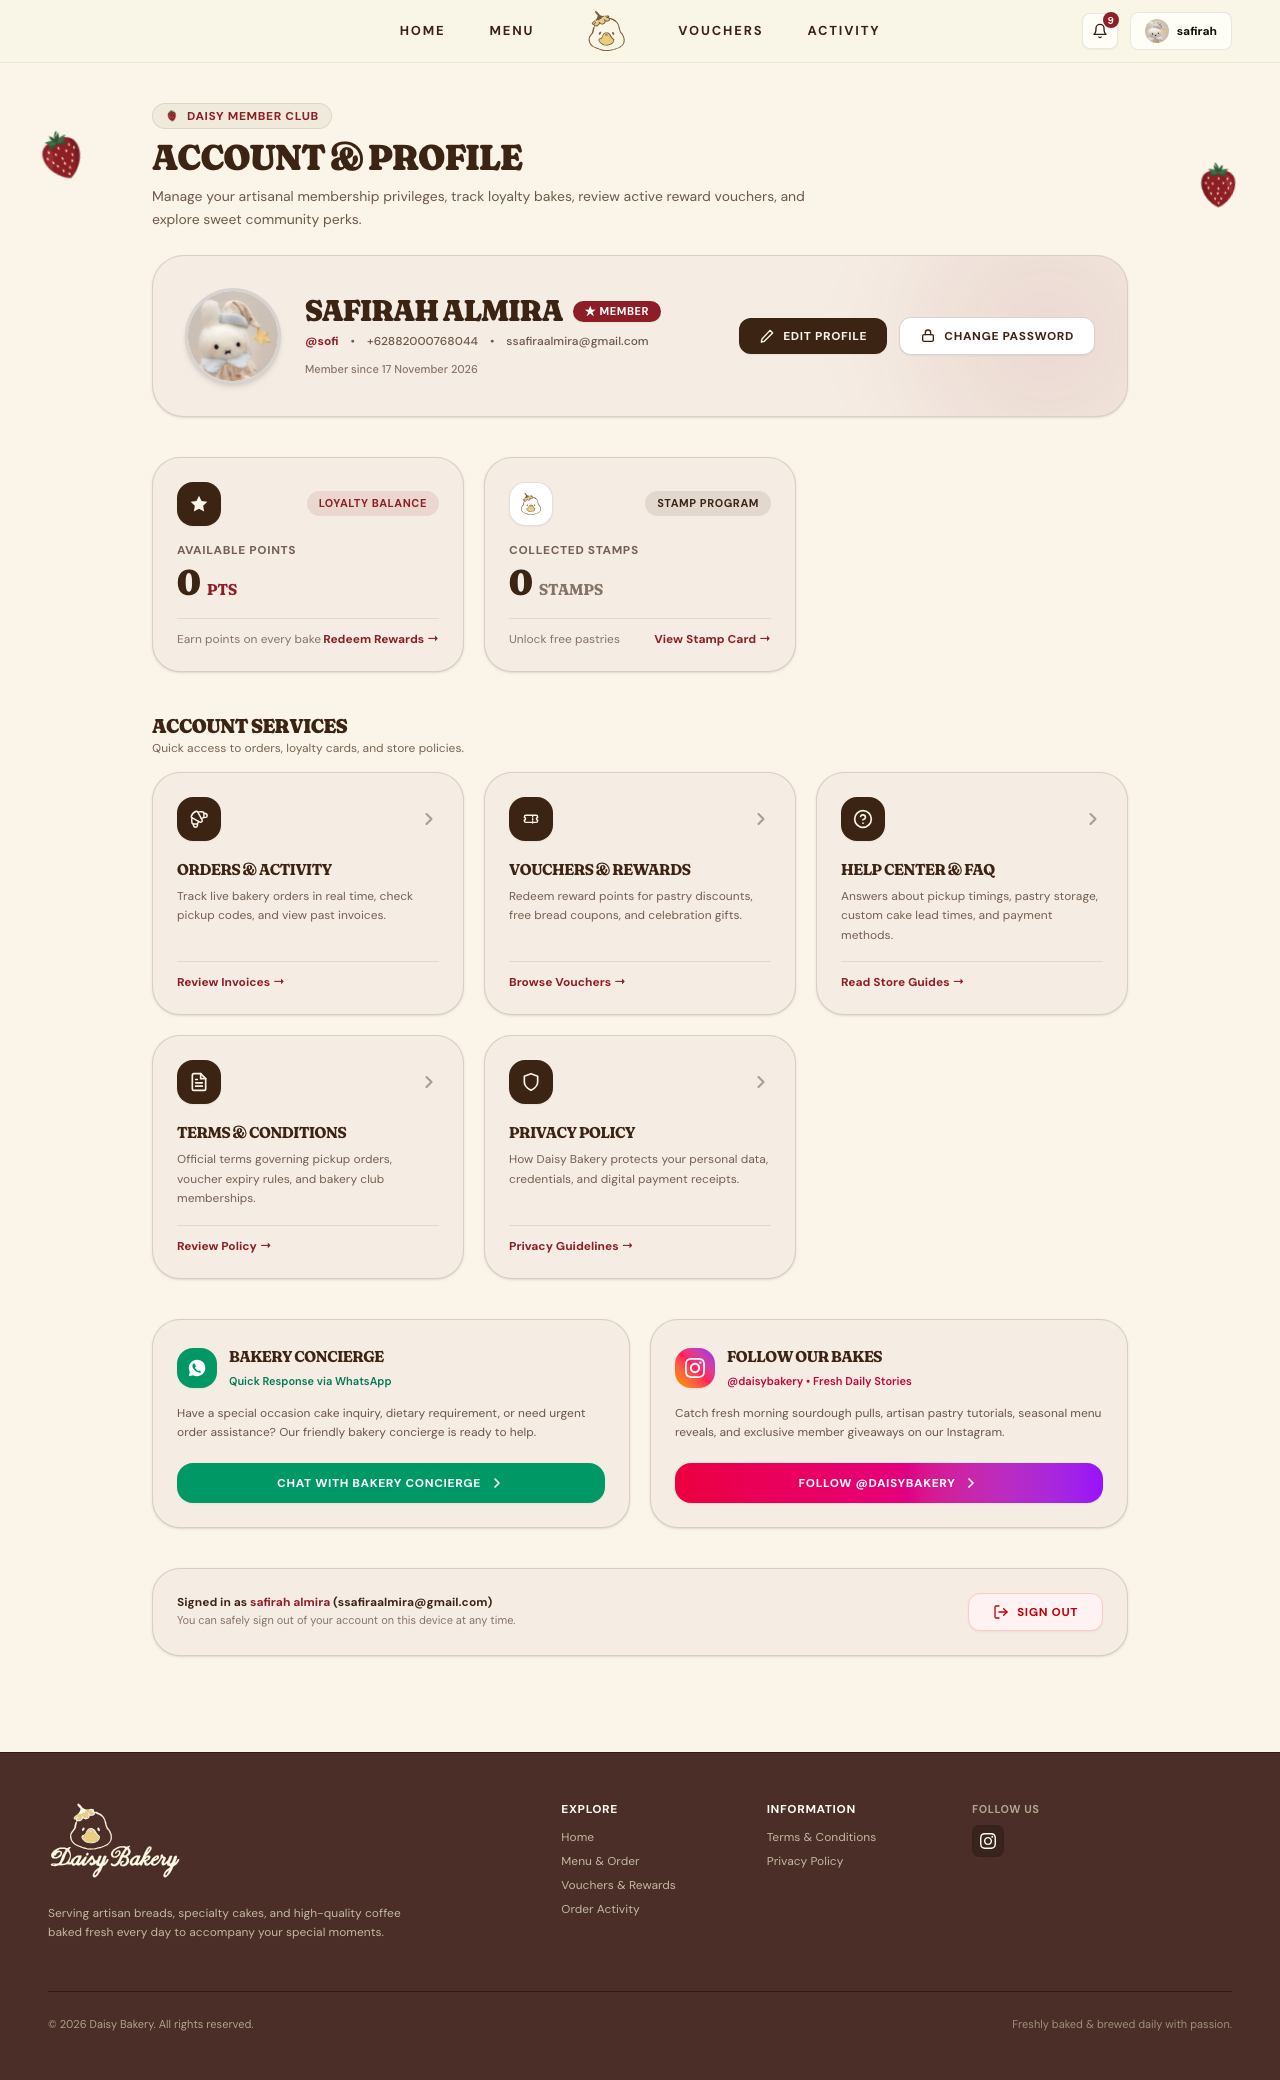 HOME MENU VOUCHERS ACTIVITY 9 safirah
DAISY MEMBER CLUB
ACCOUNT & PROFILE
Manage your artisanal membership privileges, track loyalty bakes, review active reward vouchers, and
explore sweet community perks.
SAFIRAH ALMIRA ★ MEMBER
@sofi • +62882000768044 • ssafiraalmira@gmail.com
Member since 17 November 2026
EDIT PROFILE
CHANGE PASSWORD
LOYALTY BALANCE
AVAILABLE POINTS
0 PTS
Earn points on every bake Redeem Rewards →
STAMP PROGRAM
COLLECTED STAMPS
0 STAMPS
Unlock free pastries View Stamp Card →
ACCOUNT SERVICES
Quick access to orders, loyalty cards, and store policies.
ORDERS & ACTIVITY
Track live bakery orders in real time, check
pickup codes, and view past invoices.
Review Invoices →
VOUCHERS & REWARDS
Redeem reward points for pastry discounts,
free bread coupons, and celebration gifts.
Browse Vouchers →
HELP CENTER & FAQ
Answers about pickup timings, pastry storage,
custom cake lead times, and payment
methods.
Read Store Guides →
TERMS & CONDITIONS
Official terms governing pickup orders,
voucher expiry rules, and bakery club
memberships.
Review Policy →
PRIVACY POLICY
How Daisy Bakery protects your personal data,
credentials, and digital payment receipts.
Privacy Guidelines →
BAKERY CONCIERGE
Quick Response via WhatsApp
Have a special occasion cake inquiry, dietary requirement, or need urgent
order assistance? Our friendly bakery concierge is ready to help.
CHAT WITH BAKERY CONCIERGE
FOLLOW OUR BAKES
@daisybakery • Fresh Daily Stories
Catch fresh morning sourdough pulls, artisan pastry tutorials, seasonal menu
reveals, and exclusive member giveaways on our Instagram.
FOLLOW @DAISYBAKERY
Signed in as safirah almira (ssafiraalmira@gmail.com)
You can safely sign out of your account on this device at any time.
SIGN OUT
Daisy Bakery
Serving artisan breads, specialty cakes, and high-quality coffee
baked fresh every day to accompany your special moments.
EXPLORE
Home
Menu & Order
Vouchers & Rewards
Order Activity
INFORMATION
Terms & Conditions
Privacy Policy
FOLLOW US
© 2026 Daisy Bakery. All rights reserved.
Freshly baked & brewed daily with passion.